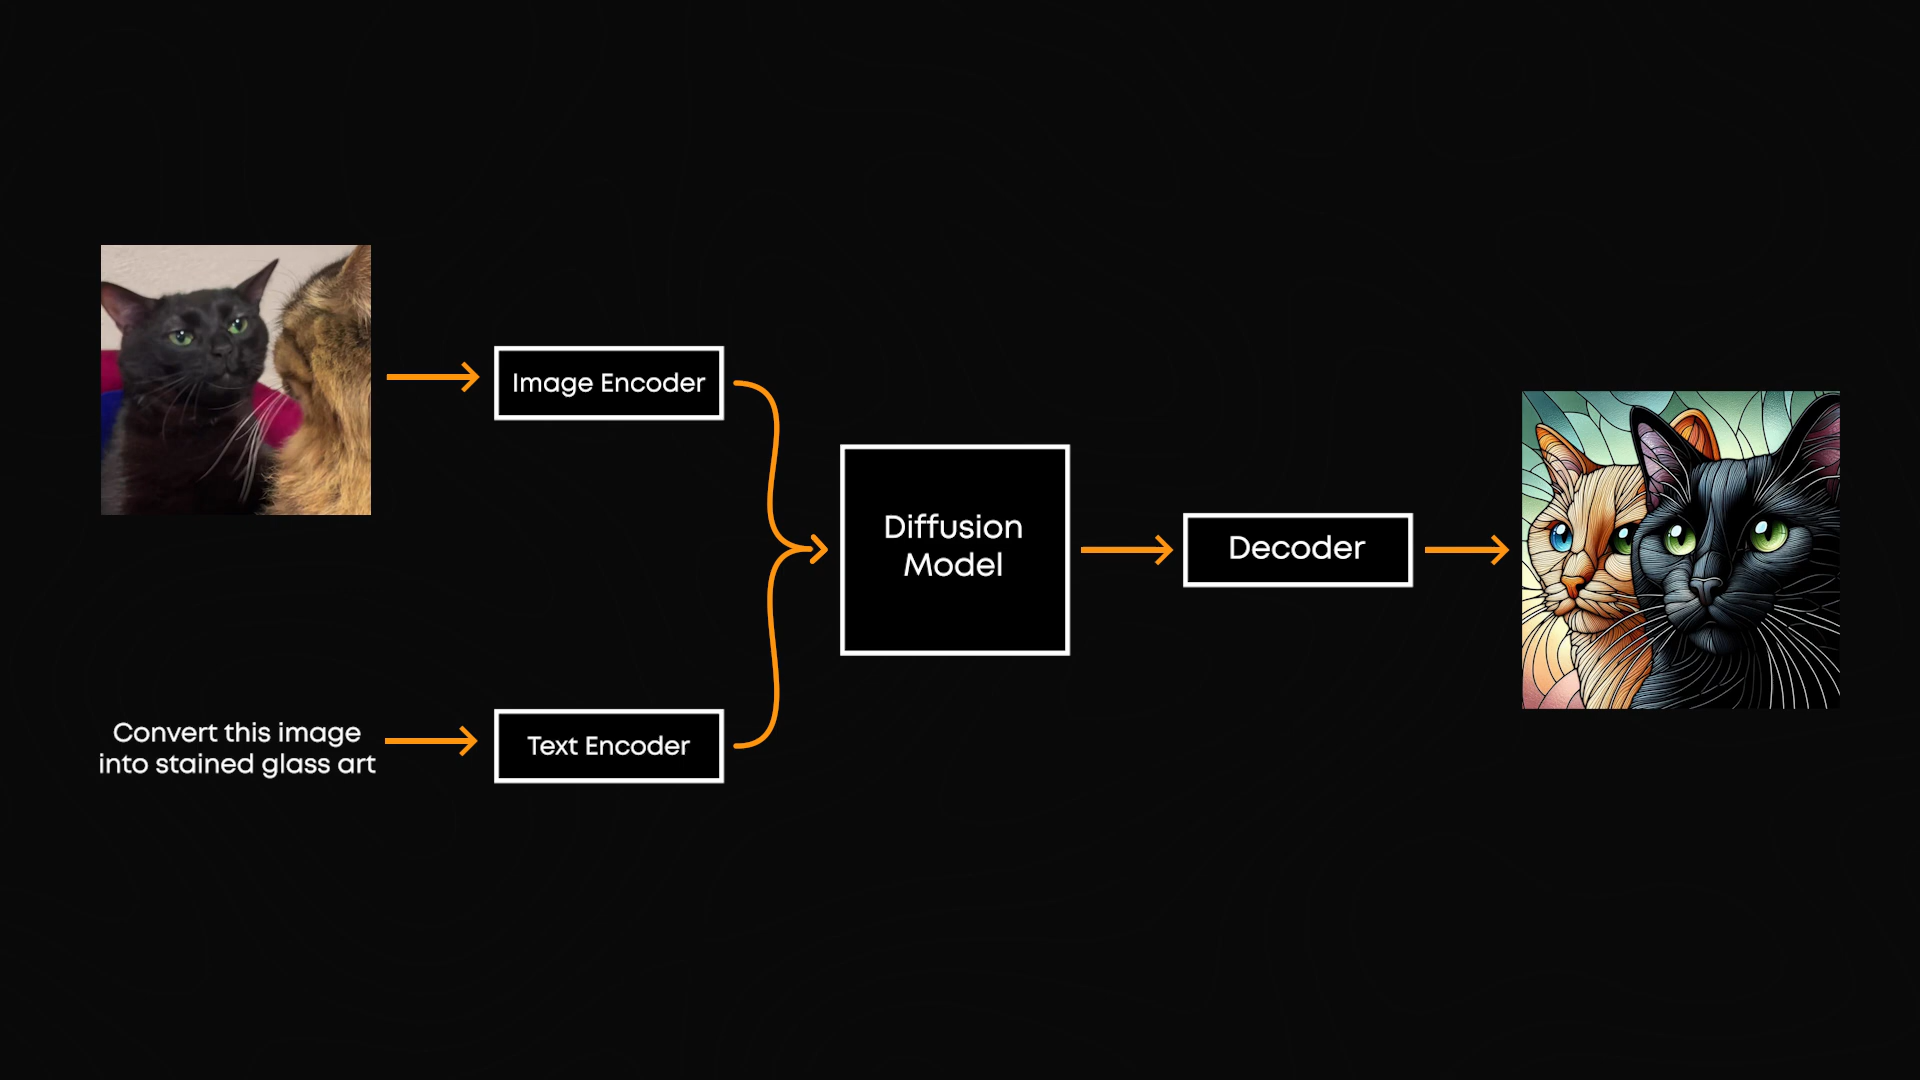 Image Encoder
Diffusion
Model
Decoder
Convert this image
into stained glass art
Text Encoder